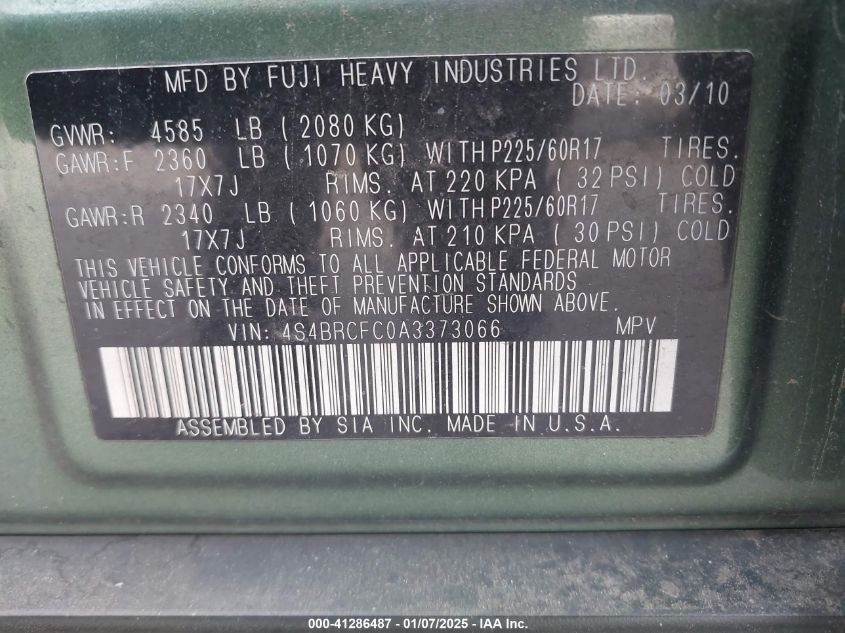 MFD BY FUJI HEAVY INDUSTRIES LTD.
DATE: 03/10
GVWR: 4585 LB ( 2080 KG)
GAWR:F 2360 LB ( 1070 KG) WITH P225/60R17 TIRES.
17X7J RIMS. AT 220 KPA ( 32 PSI) COLD
GAWR:R 2340 LB ( 1060 KG) WITH P225/60R17 TIRES.
17X7J RIMS. AT 210 KPA ( 30 PSI) COLD
THIS VEHICLE CONFORMS TO ALL APPLICABLE FEDERAL MOTOR
VEHICLE SAFETY AND THEFT PREVENTION STANDARDS
IN EFFECT ON THE DATE OF MANUFACTURE SHOWN ABOVE.
VIN: 4S4BRCFC0A3373066 MPV
ASSEMBLED BY SIA INC. MADE IN U.S.A.
000-41286487 - 01/07/2025 - IAA Inc.